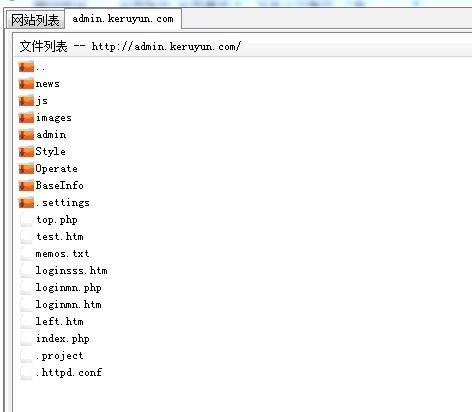 网站列表 admin.keruyun.com
文件列表 -- http://admin.keruyun.com/
..
news
js
images
admin
Style
Operate
BaseInfo
.settings
top.php
test.htm
memos.txt
loginsss.htm
loginmn.php
loginmn.htm
left.htm
index.php
.project
.httpd.conf